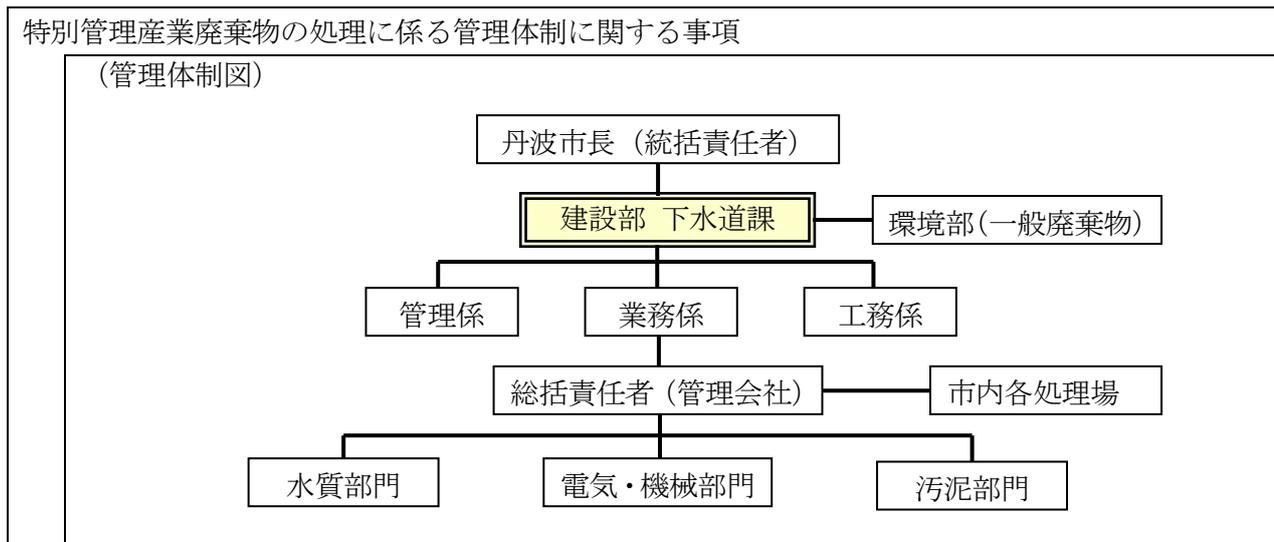 特別管理産業廃棄物の処理に係る管理体制に関する事項
（管理体制図）
丹波市長（統括責任者）
建設部 下水道課
環境部（一般廃棄物）
管理係
業務係
工務係
総括責任者（管理会社）
市内各処理場
水質部門
電気・機械部門
汚泥部門